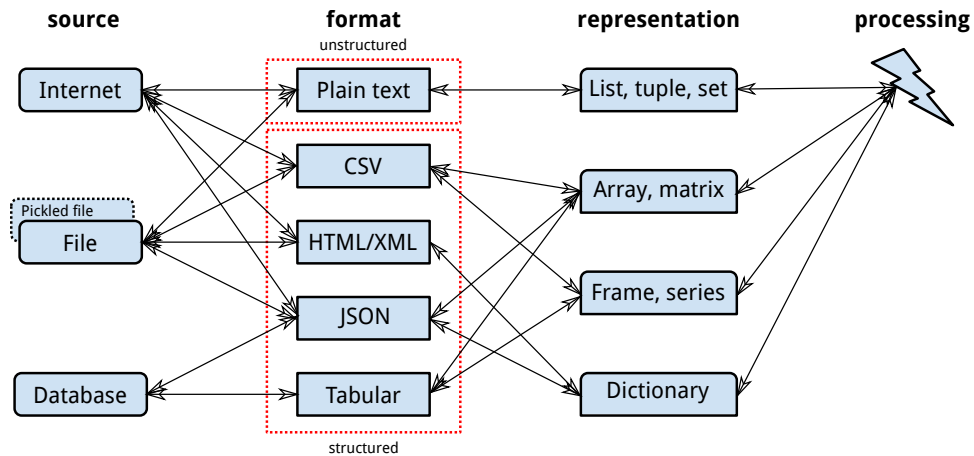 source
format
representation
processing
unstructured
Internet
Plain text
List, tuple, set
CSV
Array, matrix
Pickled file
File
HTML/XML
Frame, series
JSON
Database
Tabular
Dictionary
structured